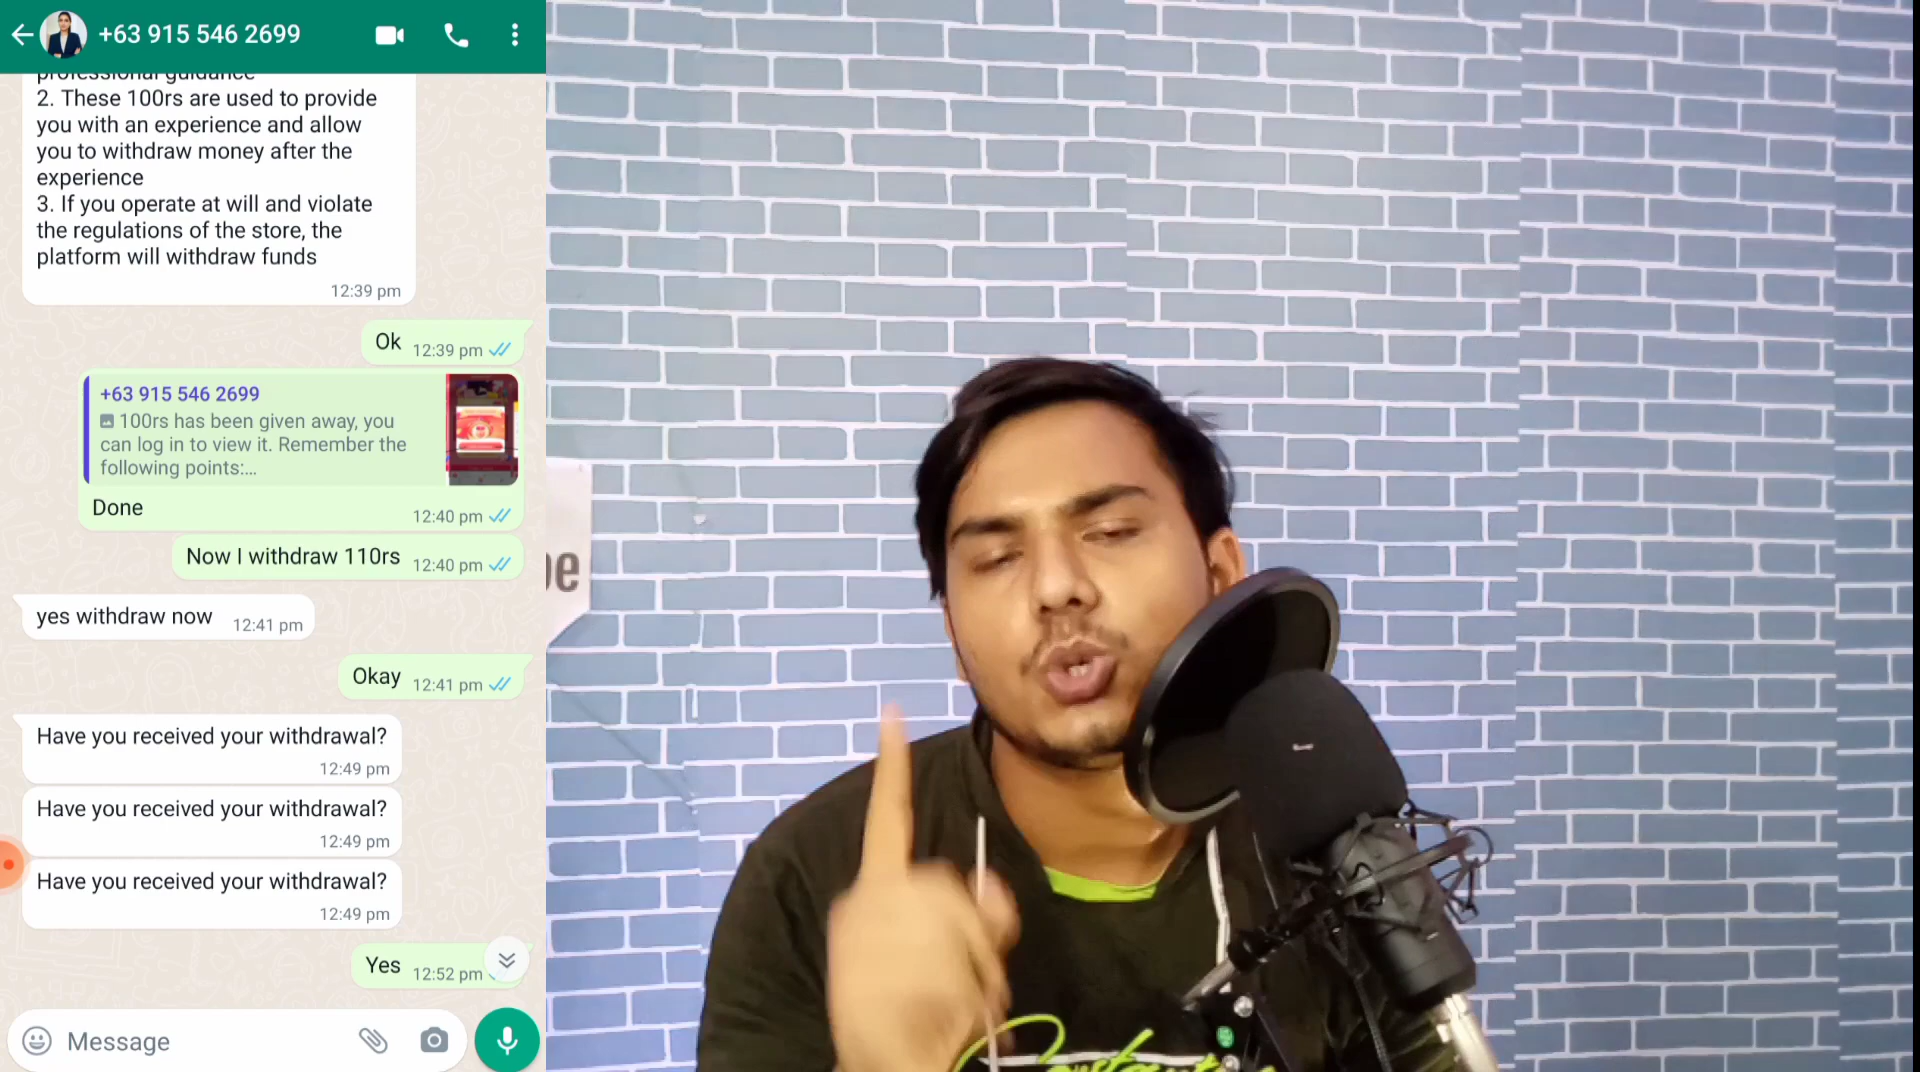 +63 915 546 2699
professional guidance
2. These 100rs are used to provide
you with an experience and allow
you to withdraw money after the
experience
3. If you operate at will and violate
the regulations of the store, the
platform will withdraw funds
12:39 pm
Ok 12:39 pm
+63 915 546 2699
100rs has been given away, you
can log in to view it. Remember the
following points:...
Done 12:40 pm
Now I withdraw 110rs 12:40 pm
yes withdraw now 12:41 pm
Okay 12:41 pm
Have you received your withdrawal?
12:49 pm
Have you received your withdrawal?
12:49 pm
Have you received your withdrawal?
12:49 pm
Yes 12:52 pm
Message